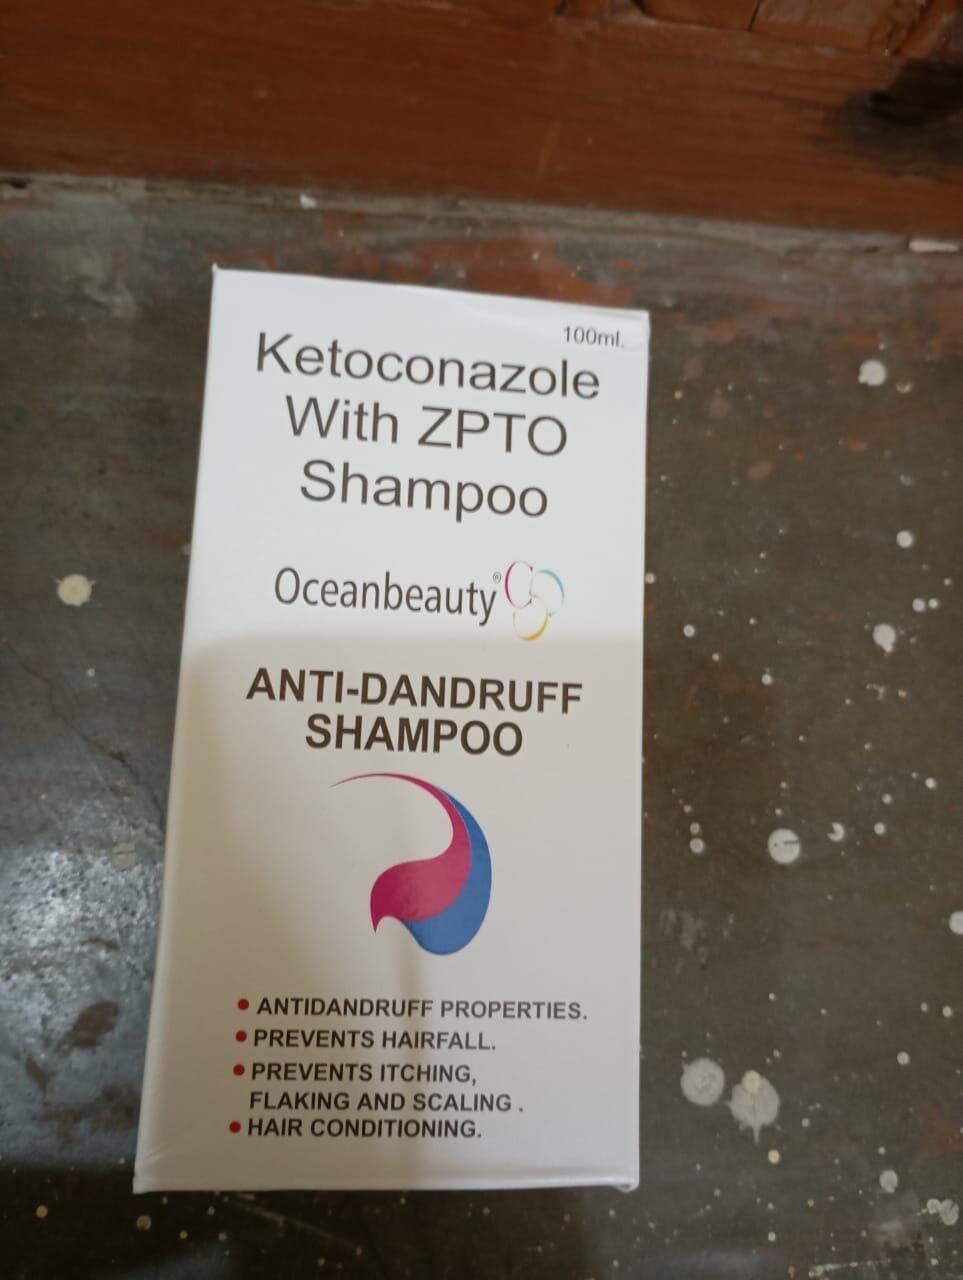 100ml.
Ketoconazole
With ZPTO
Shampoo
Oceanbeauty®
ANTI-DANDRUFF
SHAMPOO
• ANTIDANDRUFF PROPERTIES.
• PREVENTS HAIRFALL.
• PREVENTS ITCHING,
FLAKING AND SCALING .
• HAIR CONDITIONING.